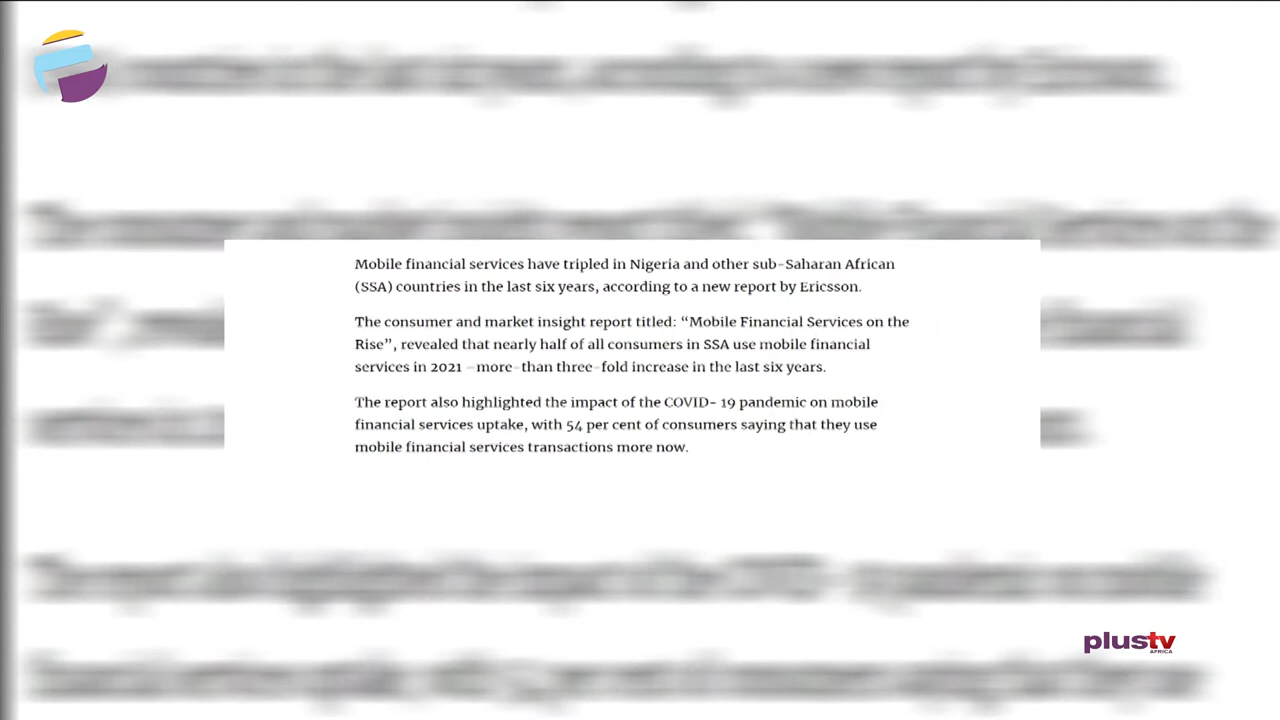 Mobile financial services have tripled in Nigeria and other sub-Saharan African
(SSA) countries in the last six years, according to a new report by Ericsson.
The consumer and market insight report titled: “Mobile Financial Services on the
Rise”, revealed that nearly half of all consumers in SSA use mobile financial
services in 2021 –more-than three-fold increase in the last six years.
The report also highlighted the impact of the COVID- 19 pandemic on mobile
financial services uptake, with 54 per cent of consumers saying that they use
mobile financial services transactions more now.
plustv
AFRICA